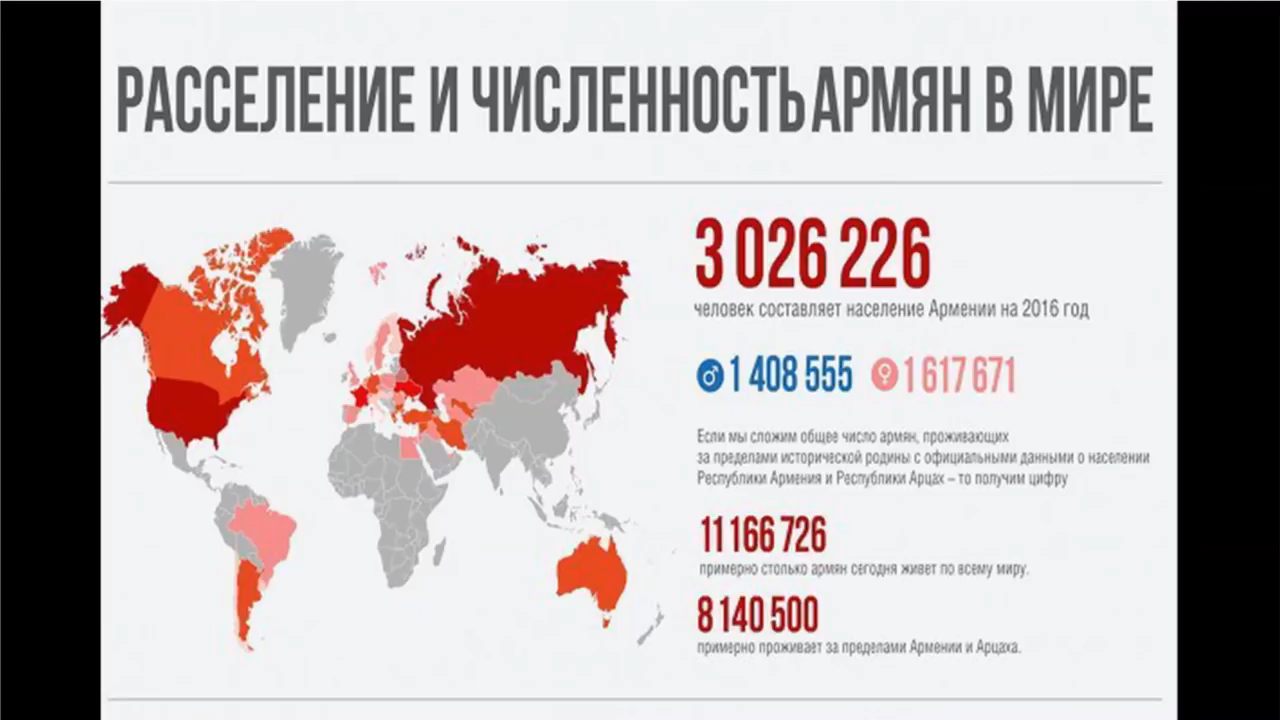 РАССЕЛЕНИЕ И ЧИСЛЕННОСТЬ АРМЯН В МИРЕ
3 026 226
человек составляет население Армении на 2016 год
1 408 555 1 617 671
Если мы сложим общее число армян, проживающих
за пределами исторической родины с официальными данными о населении
Республики Армения и Республики Арцах – то получим цифру
11 166 726
примерно столько армян сегодня живет по всему миру.
8 140 500
примерно проживает за пределами Армении и Арцаха.